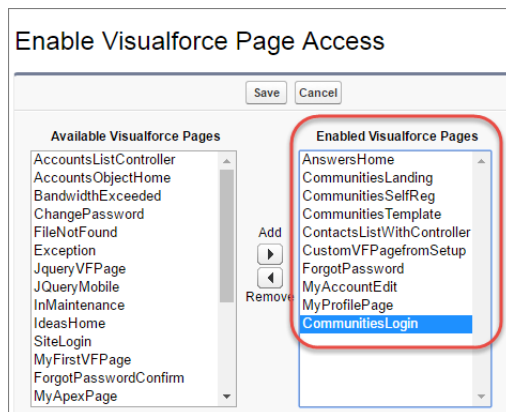 Enable Visualforce Page Access
Save Cancel
Available Visualforce Pages
AccountsListController
AccountsObjectHome
BandwidthExceeded
ChangePassword
FileNotFound
Exception
JqueryVFPage
JQueryMobile
InMaintenance
IdeasHome
SiteLogin
MyFirstVFPage
ForgotPasswordConfirm
MyApexPage
Add
Remove
Enabled Visualforce Pages
AnswersHome
CommunitiesLanding
CommunitiesSelfReg
CommunitiesTemplate
ContactsListWithController
CustomVFPagefromSetup
ForgotPassword
MyAccountEdit
MyProfilePage
CommunitiesLogin